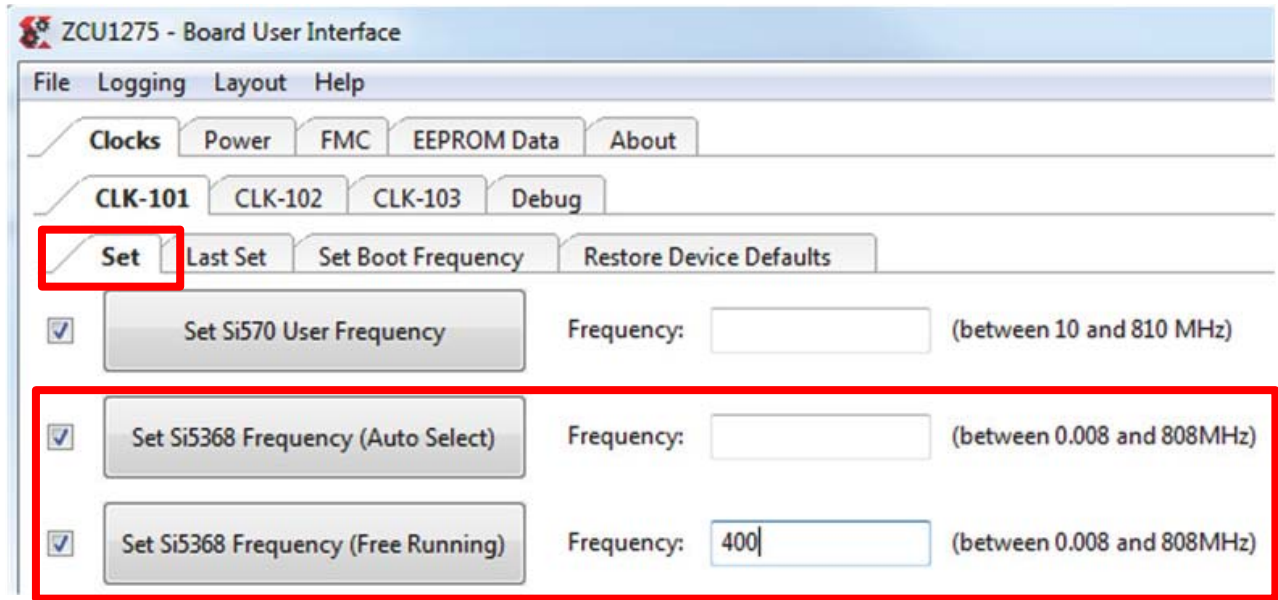 ZCU1275 - Board User Interface
File Logging Layout Help
Clocks Power FMC EEPROM Data About
CLK-101 CLK-102 CLK-103 Debug
Set Last Set Set Boot Frequency Restore Device Defaults
Set Si570 User Frequency Frequency: (between 10 and 810 MHz)
Set Si5368 Frequency (Auto Select) Frequency: (between 0.008 and 808MHz)
Set Si5368 Frequency (Free Running) Frequency: 400 (between 0.008 and 808MHz)